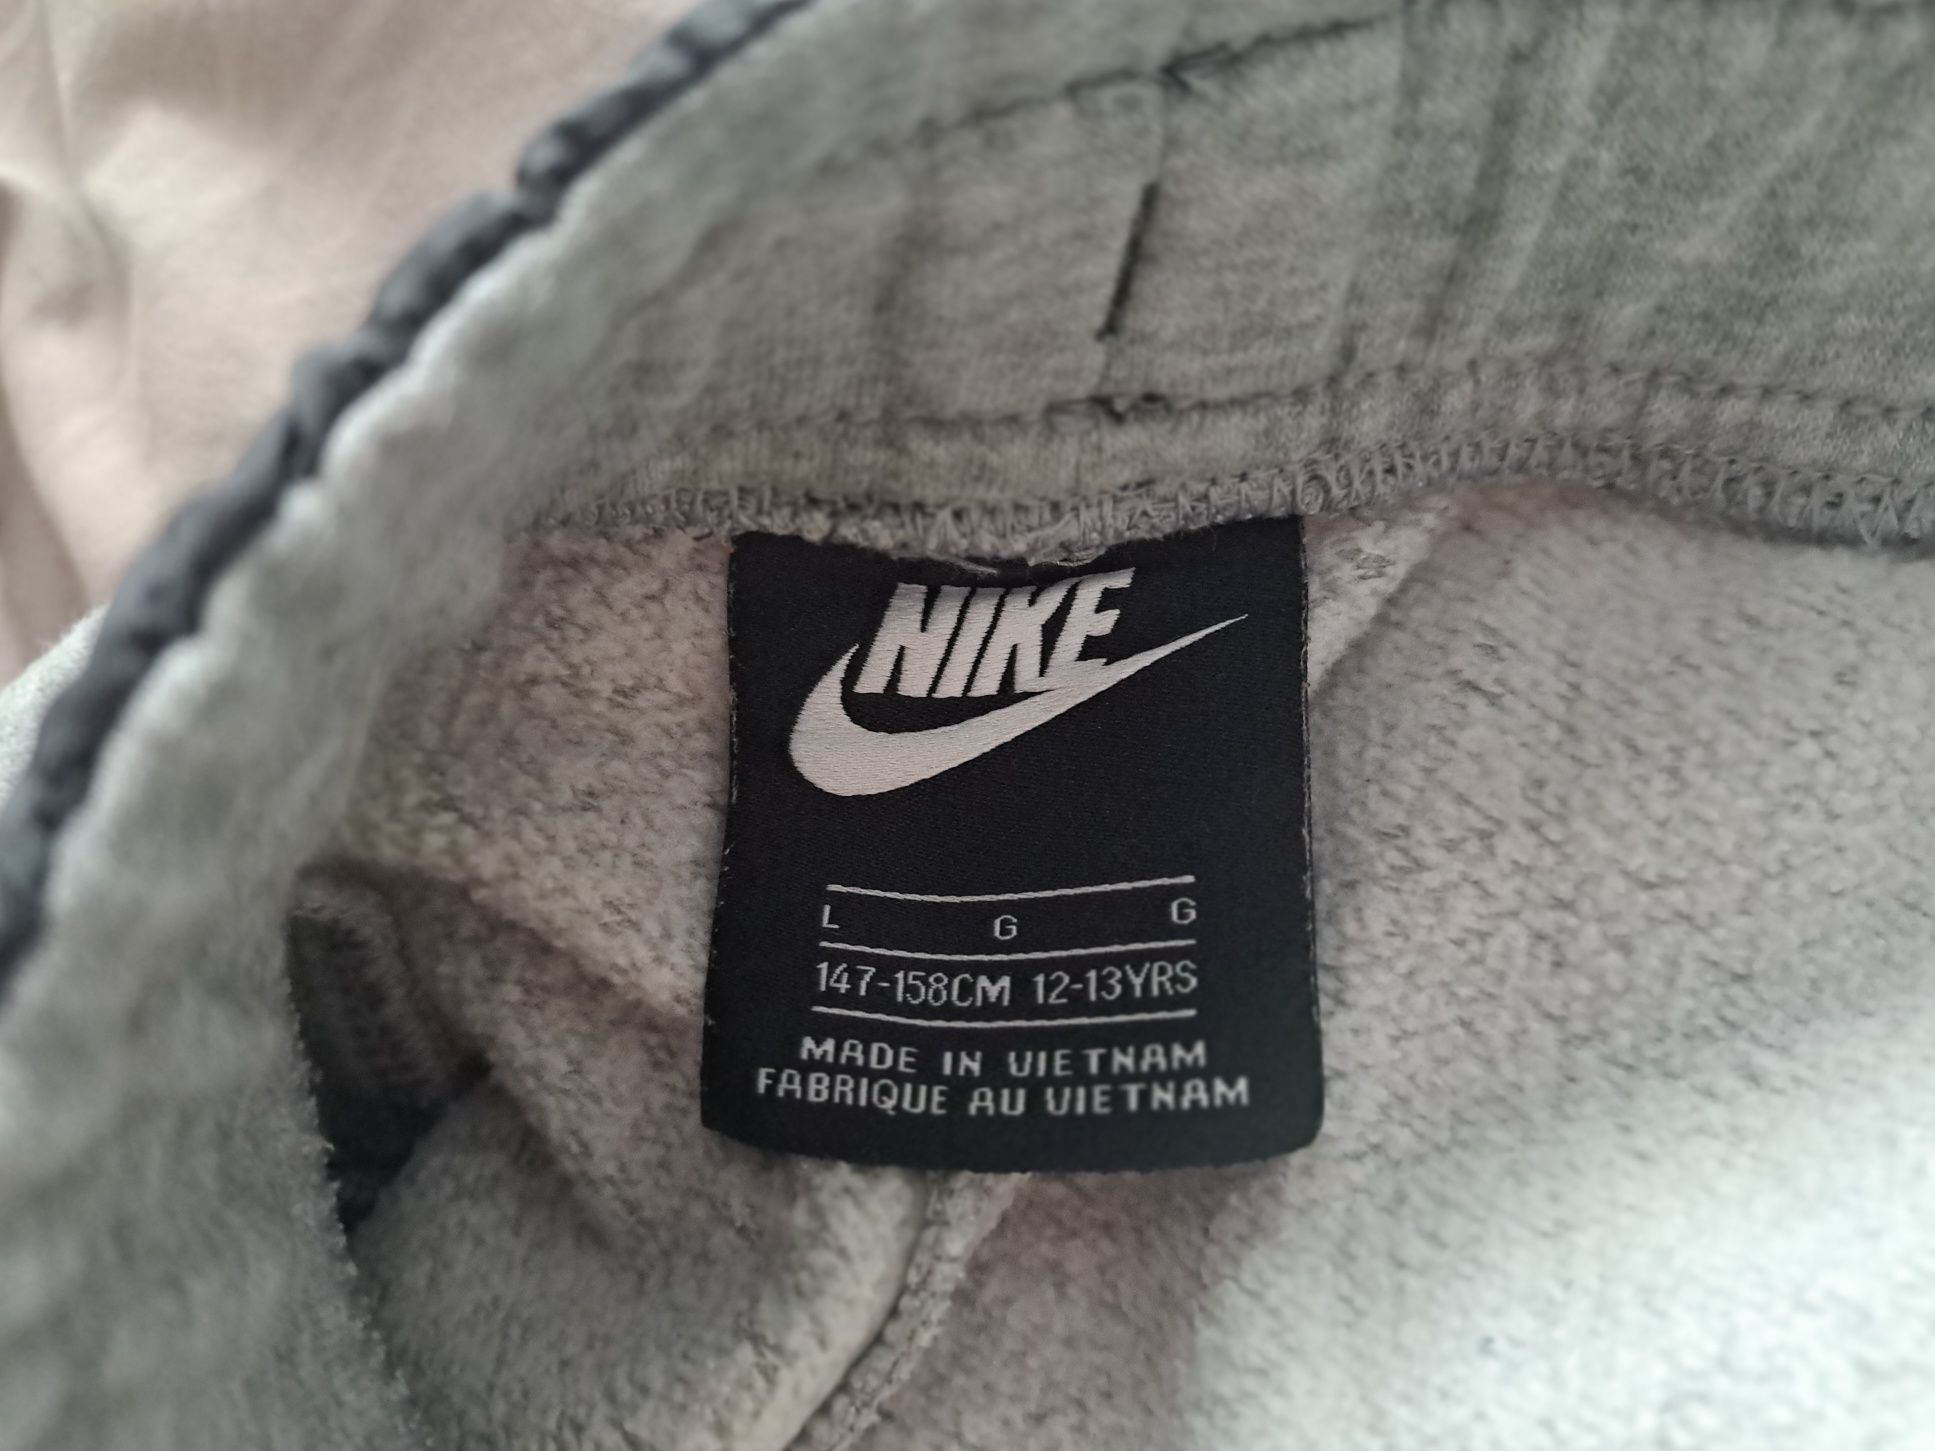 NIKE
L G G
147-158CM 12-13YRS
MADE IN VIETNAM
FABRIQUE AU VIETNAM